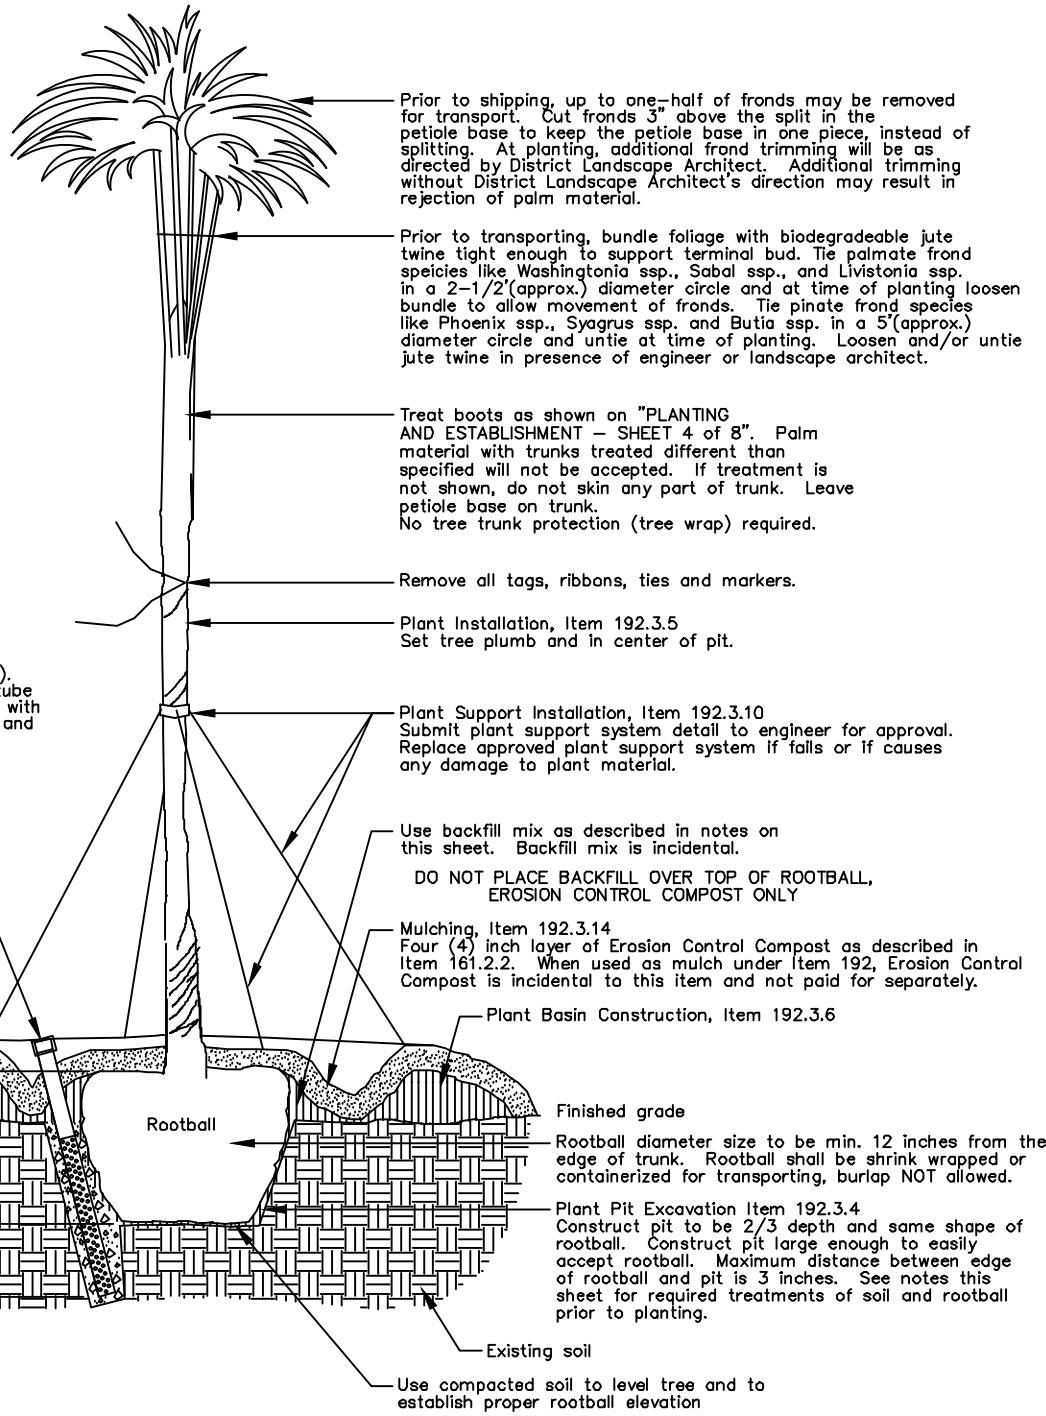 Prior to shipping, up to one-half of fronds may be removed
for transport. Cut fronds 3" above the split in the
petiole base to keep the petiole base in one piece, instead of
splitting. At planting, additional frond trimming will be as
directed by District Landscape Architect. Additional trimming
without District Landscape Architect's direction may result in
rejection of palm material.
Prior to transporting, bundle foliage with biodegradeable jute
twine tight enough to support terminal bud. Tie palmate frond
speicies like Washingtonia ssp., Sabal ssp., and Livistonia ssp.
in a 2-1/2'(approx.) diameter circle and at time of planting loosen
bundle to allow movement of fronds. Tie pinate frond species
like Phoenix ssp., Syagrus ssp. and Butia ssp. in a 5'(approx.)
diameter circle and untie at time of planting. Loosen and/or untie
jute twine in presence of engineer or landscape architect.
Treat boots as shown on "PLANTING
AND ESTABLISHMENT - SHEET 4 of 8". Palm
material with trunks treated different than
specified will not be accepted. If treatment is
not shown, do not skin any part of trunk. Leave
petiole base on trunk.
No tree trunk protection (tree wrap) required.
Remove all tags, ribbons, ties and markers.
Plant Installation, Item 192.3.5
Set tree plumb and in center of pit.
).
tube
with
and
Plant Support Installation, Item 192.3.10
Submit plant support system detail to engineer for approval.
Replace approved plant support system if fails or if causes
any damage to plant material.
Use backfill mix as described in notes on
this sheet. Backfill mix is incidental.
DO NOT PLACE BACKFILL OVER TOP OF ROOTBALL,
EROSION CONTROL COMPOST ONLY
Mulching, Item 192.3.14
Four (4) inch layer of Erosion Control Compost as described in
Item 161.2.2. When used as mulch under Item 192, Erosion Control
Compost is incidental to this item and not paid for separately.
Plant Basin Construction, Item 192.3.6
Finished grade
Rootball
Rootball diameter size to be min. 12 inches from the
edge of trunk. Rootball shall be shrink wrapped or
containerized for transporting, burlap NOT allowed.
Plant Pit Excavation Item 192.3.4
Construct pit to be 2/3 depth and same shape of
rootball. Construct pit large enough to easily
accept rootball. Maximum distance between edge
of rootball and pit is 3 inches. See notes this
sheet for required treatments of soil and rootball
prior to planting.
Existing soil
Use compacted soil to level tree and to
establish proper rootball elevation